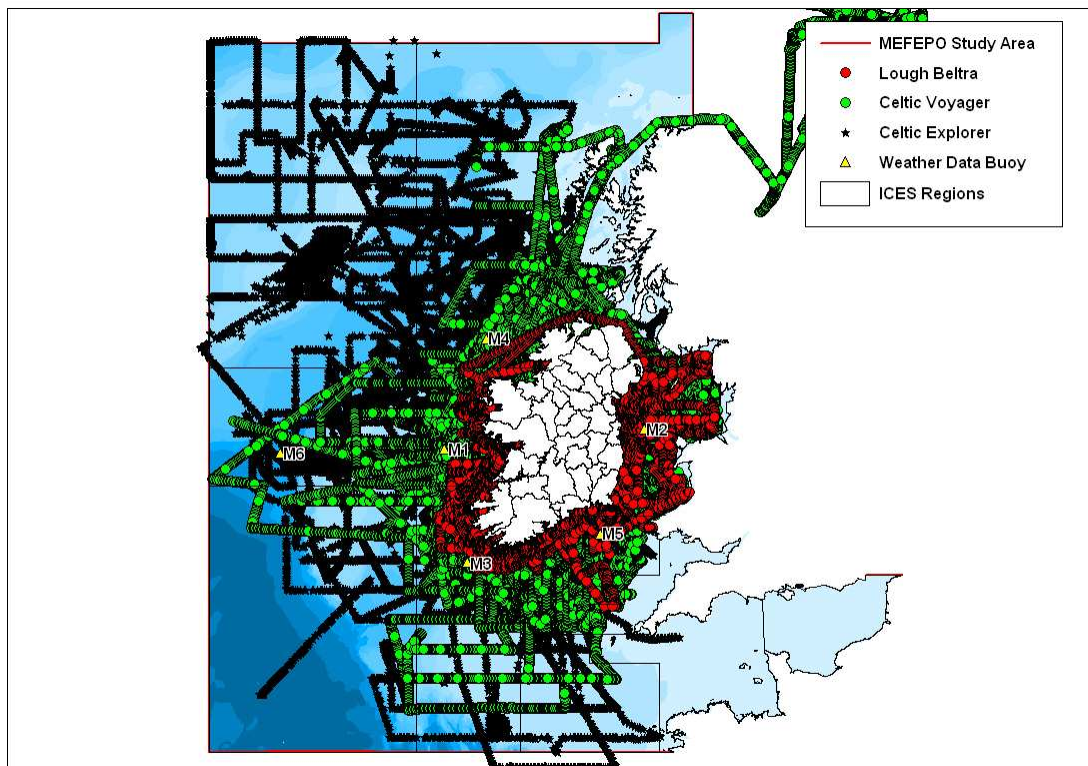 MEFEPO Study Area
Lough Beltra
Celtic Voyager
Celtic Explorer
Weather Data Buoy
ICES Regions
M4
M2
M1
M6
M5
M3